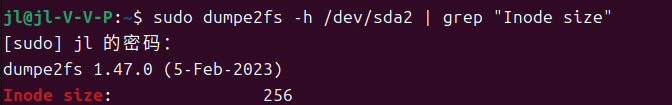 jl@jl-V-V-P:~$ sudo dumpe2fs -h /dev/sda2 | grep "Inode size"
[sudo] jl 的密码：
dumpe2fs 1.47.0 (5-Feb-2023)
Inode size:               256